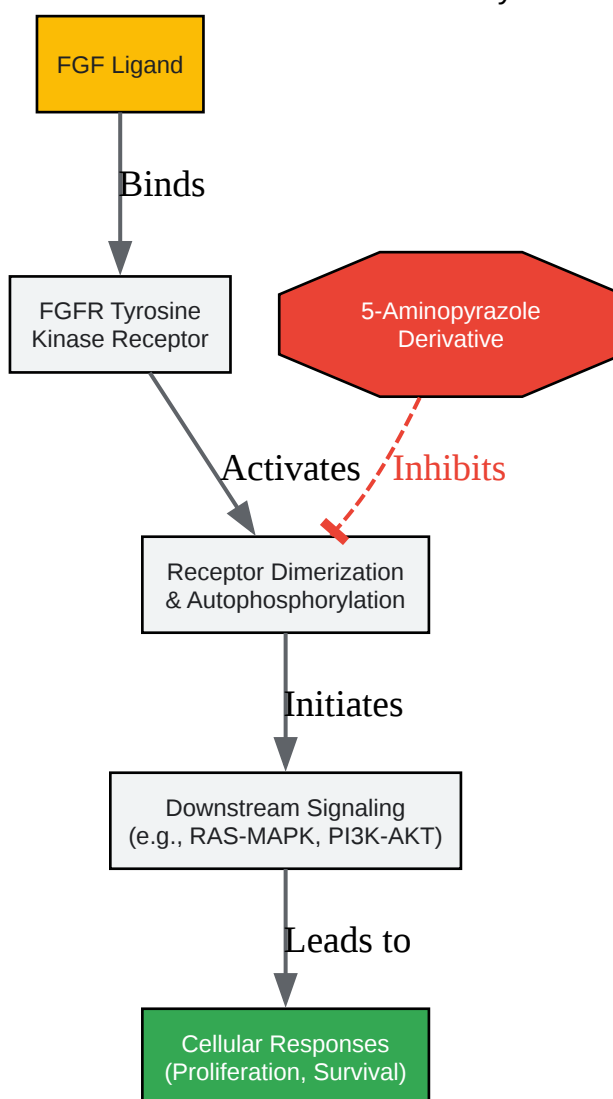 FGF Ligand
Binds
FGFR Tyrosine
Kinase Receptor
5-Aminopyrazole
Derivative
Activates
Inhibits
Receptor Dimerization
& Autophosphorylation
Initiates
Downstream Signaling
(e.g., RAS-MAPK, PI3K-AKT)
Leads to
Cellular Responses
(Proliferation, Survival)